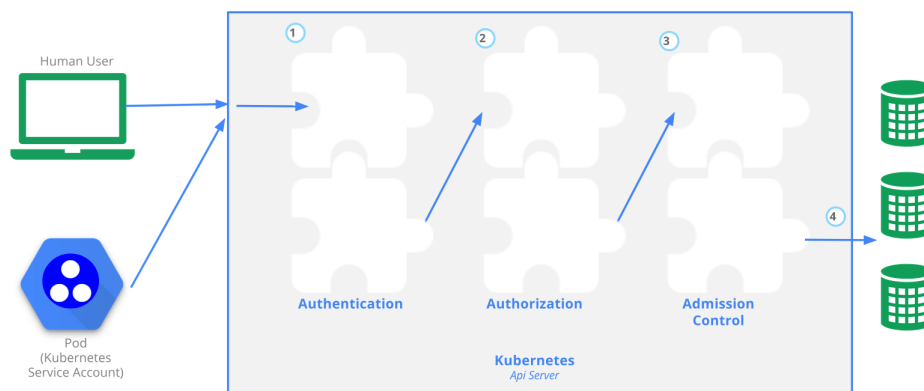 Human User
1
2
3
4
Pod
(Kubernetes
Service Account)
Authentication
Authorization
Admission
Control
Kubernetes
Api Server